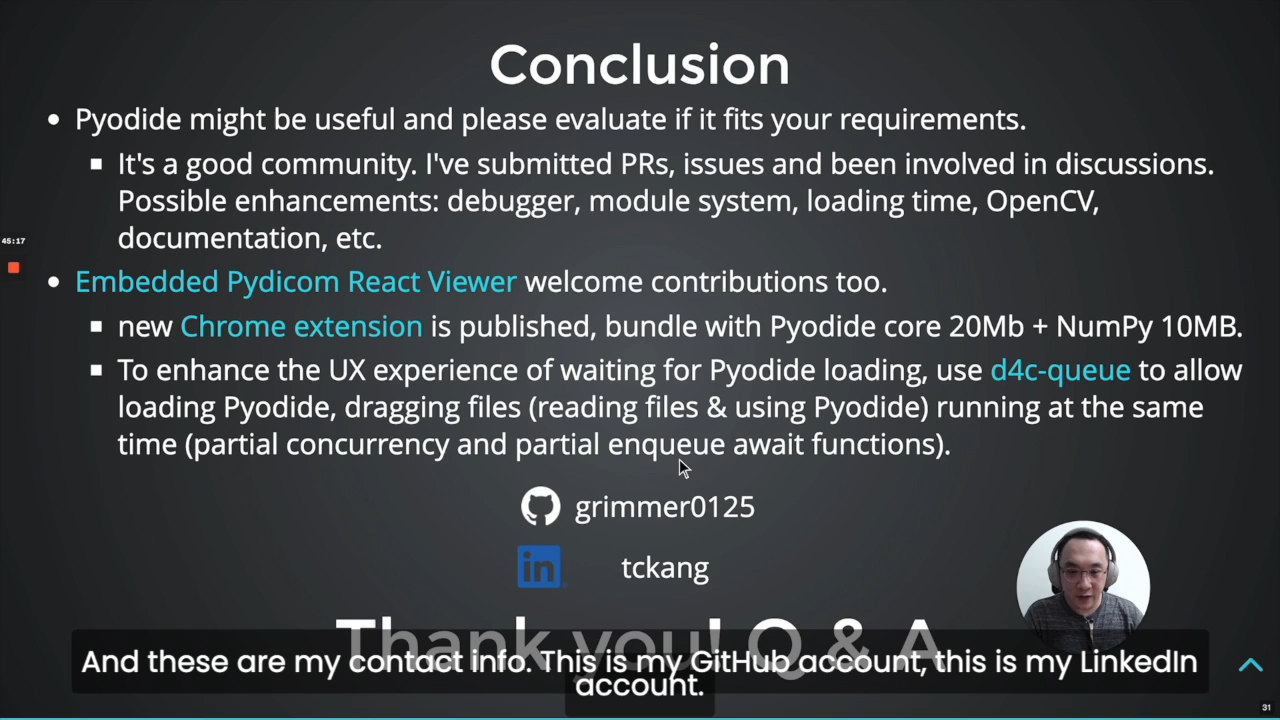 Conclusion
Pyodide might be useful and please evaluate if it fits your requirements.
It's a good community. I've submitted PRs, issues and been involved in discussions.
Possible enhancements: debugger, module system, loading time, OpenCV,
documentation, etc.
45:17
Embedded Pydicom React Viewer welcome contributions too.
new Chrome extension is published, bundle with Pyodide core 20Mb + NumPy 10MB.
To enhance the UX experience of waiting for Pyodide loading, use d4c-queue to allow
loading Pyodide, dragging files (reading files & using Pyodide) running at the same
time (partial concurrency and partial enqueue await functions).
grimmer0125
in tckang
Thank you! Q & A
And these are my contact info. This is my GitHub account, this is my LinkedIn
account.
31